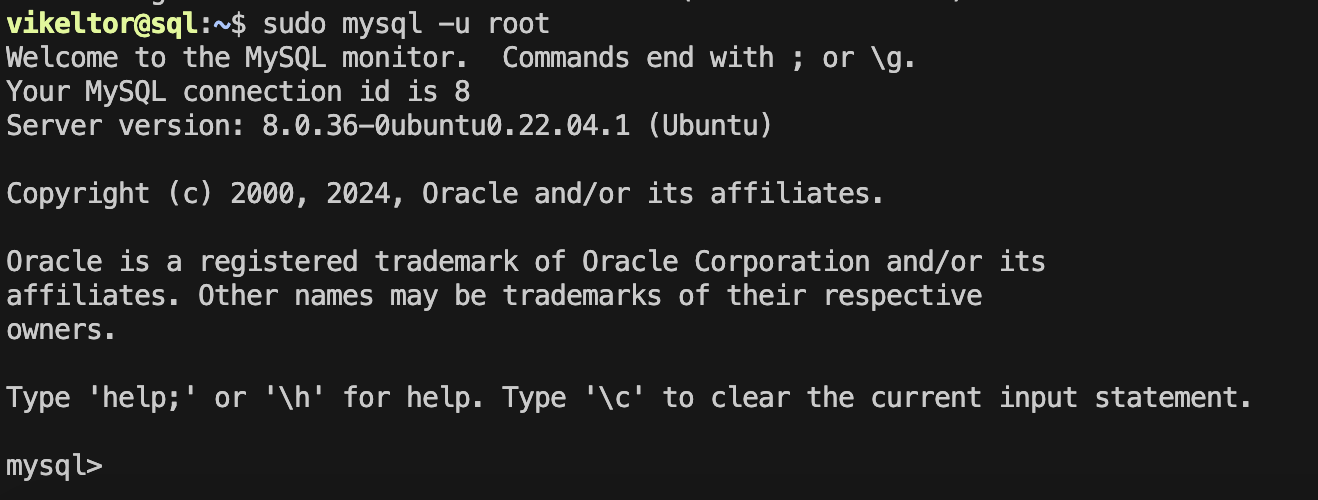 vikeltor@sql:~$ sudo mysql -u root
Welcome to the MySQL monitor.  Commands end with ; or \g.
Your MySQL connection id is 8
Server version: 8.0.36-0ubuntu0.22.04.1 (Ubuntu)

Copyright (c) 2000, 2024, Oracle and/or its affiliates.

Oracle is a registered trademark of Oracle Corporation and/or its
affiliates. Other names may be trademarks of their respective
owners.

Type 'help;' or '\h' for help. Type '\c' to clear the current input statement.

mysql>